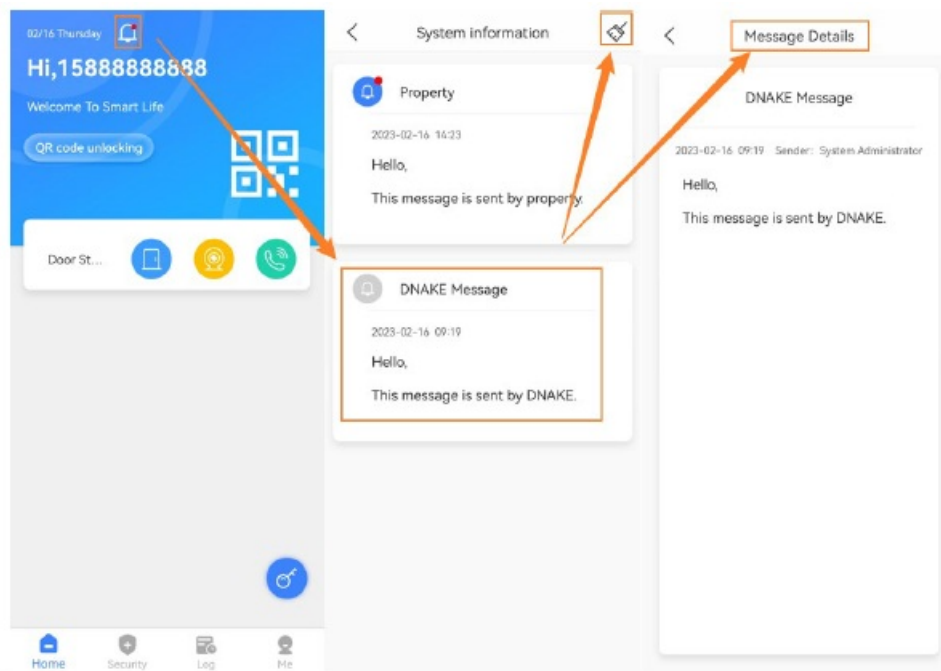 02/16 Thursday
Hi,15888888888
Welcome To Smart Life
QR code unlocking
Door St...
Home
Security
Log
Me
System information
Property
2023-02-16 14:23
Hello,
This message is sent by property.
DNAKE Message
2023-02-16 09:19
Hello,
This message is sent by DNAKE.
Message Details
DNAKE Message
2023-02-16 09:19 Sender: System Administrator
Hello,
This message is sent by DNAKE.